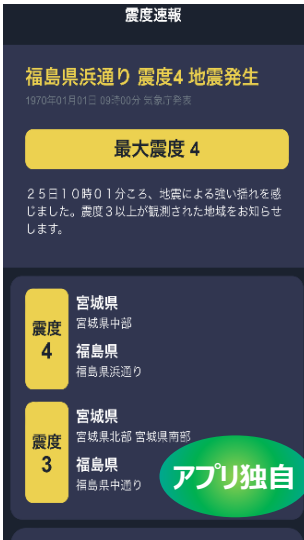 震度速報
福島県浜通り 震度4 地震発生
1970年01月01日 09時00分 気象庁発表
最大震度 4
25日10時01分ころ、地震による強い揺れを感
じました。震度3以上が観測された地域をお知らせ
します。
震度
4
宮城県
宮城県中部
福島県
福島県浜通り
震度
3
宮城県
宮城県北部 宮城県南部
福島県
福島県中通り
アプリ独自